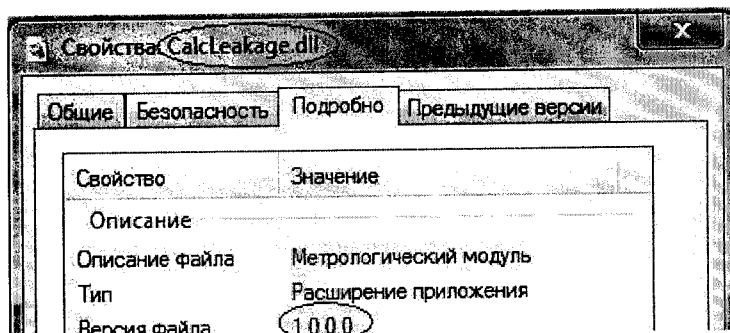 Свойства: CalcLeakage.dll
Общие Безопасность Подробно Предыдущие версии
Свойство Значение
Описание
Описание файла Метрологический модуль
Тип Расширение приложения
Версия файла 1.0.0.0